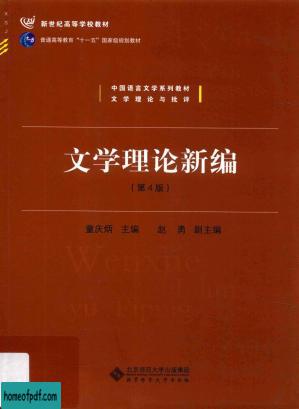 新世纪高等学校教材
普通高等教育“十一五”国家级规划教材
中国语言文学系列教材
文学理论与批评
文学理论新编
（第4版）
童庆炳 主编 赵勇 副主编
Wenxue
北京师范大学出版集团
北京师范大学出版社
homeofpdf.com